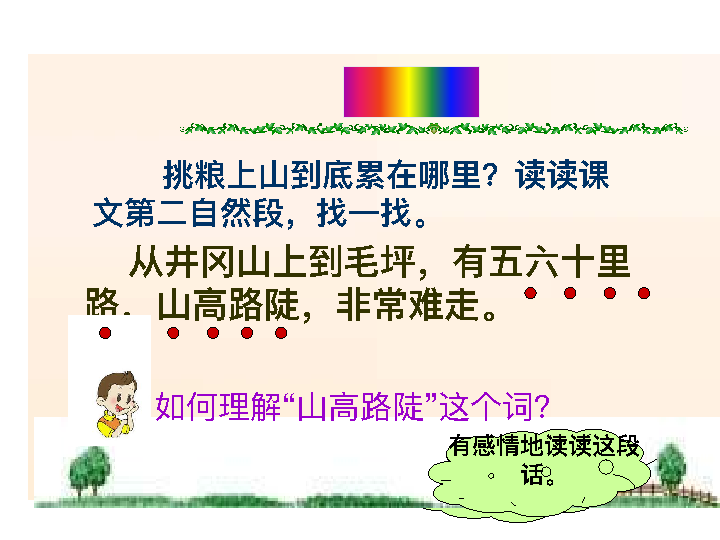 挑粮上山到底累在哪里？读读课
文第二自然段，找一找。
从井冈山上到毛坪，有五六十里
路，山高路陡，非常难走。
如何理解“山高路陡”这个词？
有感情地读读这段
话。